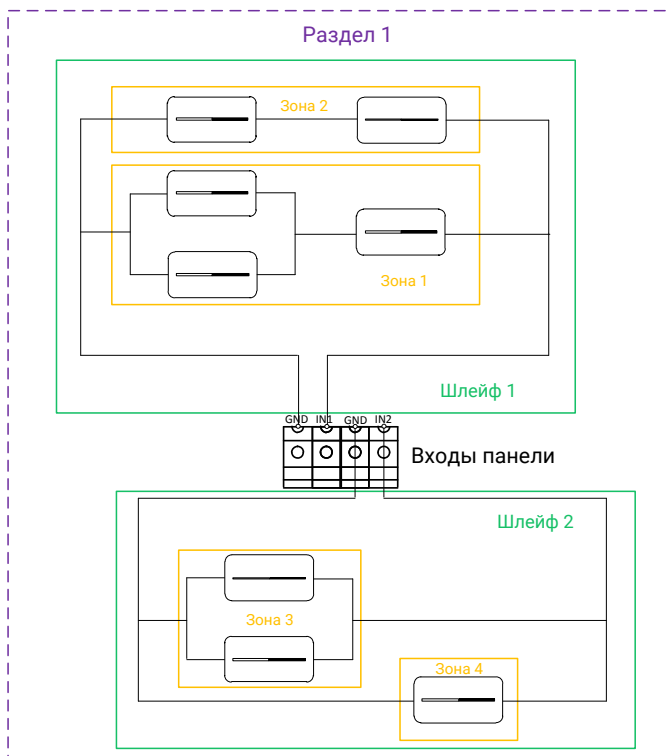 Раздел 1
Зона 2
Зона 1
Шлейф 1
GND IN1 GND IN2
Входы панели
Шлейф 2
Зона 3
Зона 4